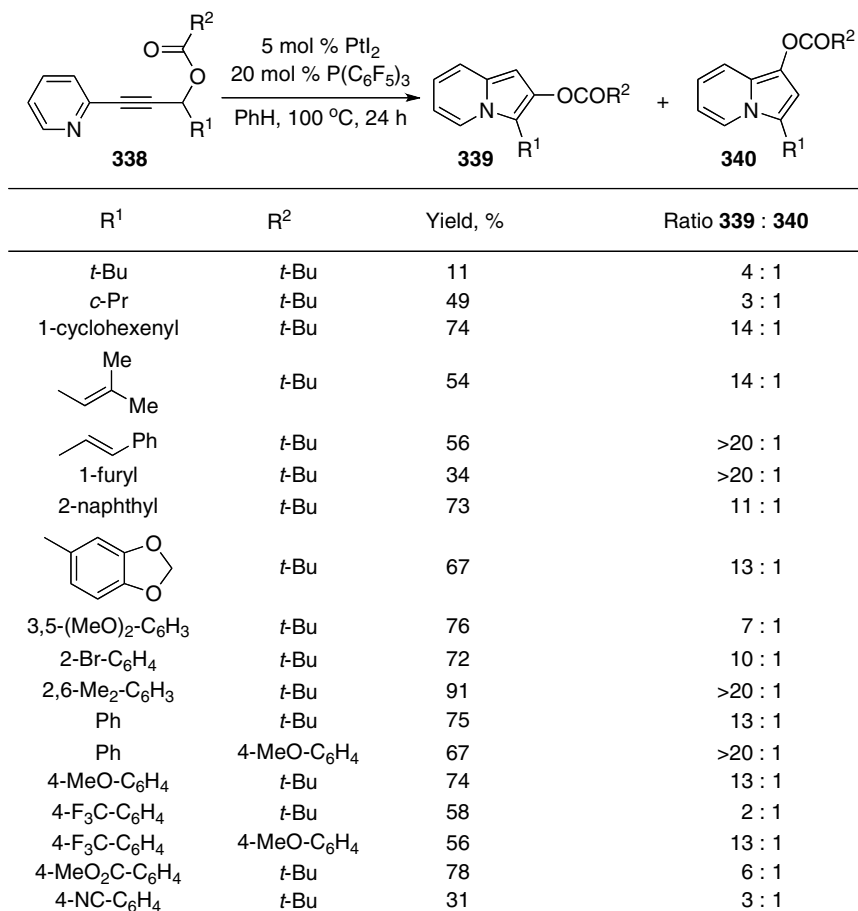 R2
O
O
N
R1
338
5 mol % PtI2
20 mol % P(C6F5)3
PhH, 100 oC, 24 h
N
OCOR2
R1
339
+
OCOR2
N
R1
340
R1 R2 Yield, % Ratio 339 : 340
t-Bu t-Bu 11 4 : 1
c-Pr t-Bu 49 3 : 1
1-cyclohexenyl t-Bu 74 14 : 1
Me
Me t-Bu 54 14 : 1
Ph t-Bu 56 >20 : 1
1-furyl t-Bu 34 >20 : 1
2-naphthyl t-Bu 73 11 : 1
O
O t-Bu 67 13 : 1
3,5-(MeO)2-C6H3 t-Bu 76 7 : 1
2-Br-C6H4 t-Bu 72 10 : 1
2,6-Me2-C6H3 t-Bu 91 >20 : 1
Ph t-Bu 75 13 : 1
Ph 4-MeO-C6H4 67 >20 : 1
4-MeO-C6H4 t-Bu 74 13 : 1
4-F3C-C6H4 t-Bu 58 2 : 1
4-F3C-C6H4 4-MeO-C6H4 56 13 : 1
4-MeO2C-C6H4 t-Bu 78 6 : 1
4-NC-C6H4 t-Bu 31 3 : 1